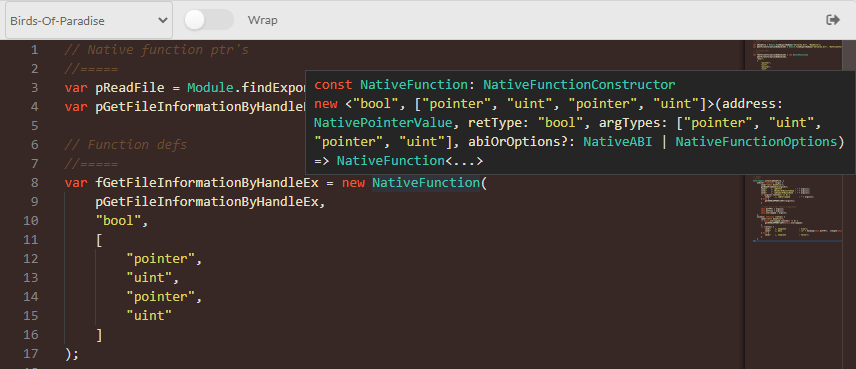 Birds-Of-Paradise
Wrap
1 // Native function ptr's
2 //=====
3 var pReadFile = Module.findExpor
4 var pGetFileInformationByHandle
5
6 // Function defs
7 //=====
8 var fGetFileInformationByHandleEx = new NativeFunction(
9 pGetFileInformationByHandleEx,
10 "bool",
11 [
12 "pointer",
13 "uint",
14 "pointer",
15 "uint"
16 ]
17 );
const NativeFunction: NativeFunctionConstructor
new <"bool", ["pointer", "uint", "pointer", "uint"]>(address:
NativePointerValue, retType: "bool", argTypes: ["pointer", "uint",
"pointer", "uint"], abiOrOptions?: NativeABI | NativeFunctionOptions)
=> NativeFunction<...>